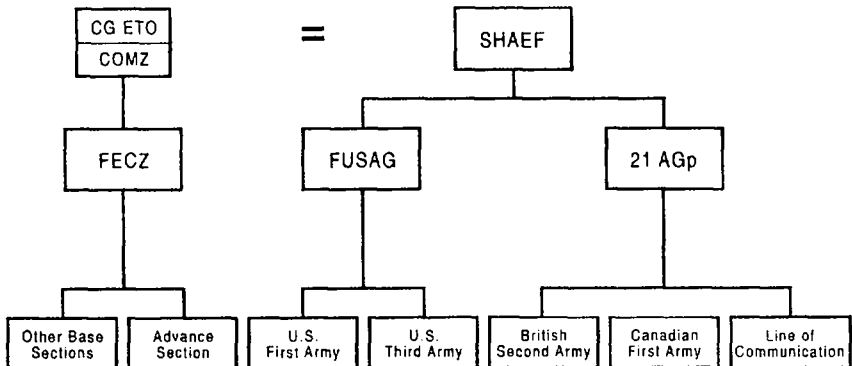 CG ETO
COMZ
=
SHAEF
FECZ
FUSAG
21 AGp
Other Base
Sections
Advance
Section
U.S.
First Army
U.S.
Third Army
British
Second Army
Canadian
First Army
Line of
Communication